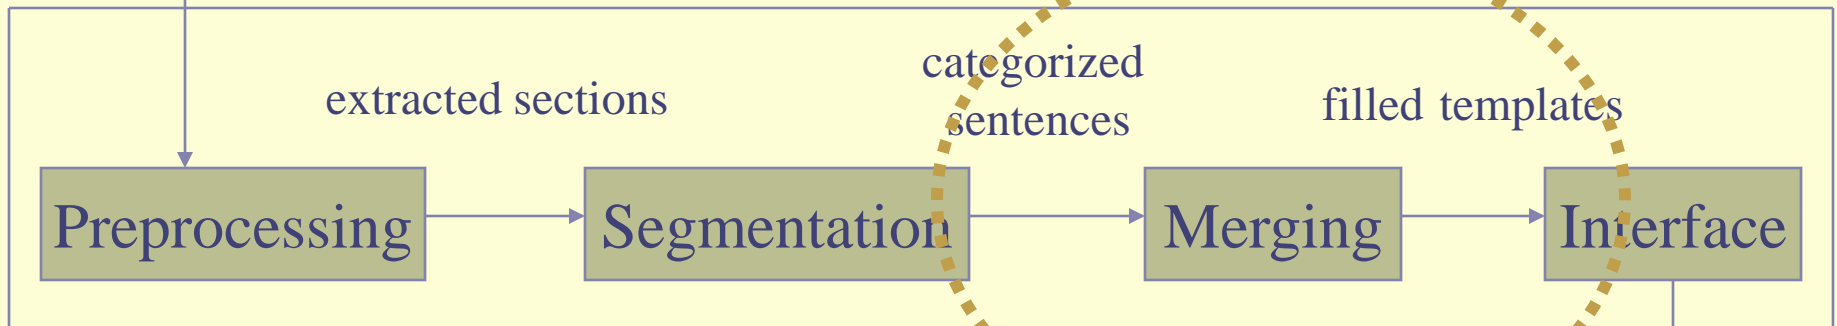 extracted sections
categorized
sentences
filled templates
Preprocessing
Segmentation
Merging
Interface